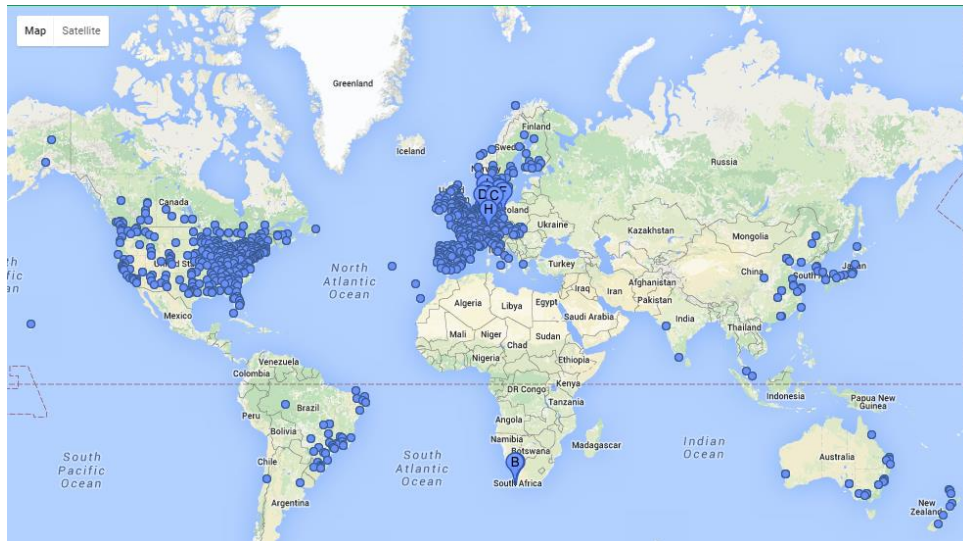 Map Satellite
Greenland
Finland
Iceland
Russia
Canada
Ukraine
Kazakhstan
Mongolia
North
Atlantic
Ocean
Turkey
China
Iraq
Iran
Afghanistan
Pakistan
Algeria
Libya
Egypt
Saudi Arabia
India
Mexico
Mali
Niger
Chad
Sudan
Thailand
Nigeria
Ethiopia
Venezuela
Colombia
DR Congo
Kenya
Tanzania
Indonesia
Papua New
Guinea
Peru
Brazil
Bolivia
Angola
Namibia
Botswana
Madagascar
Indian
Ocean
South
Pacific
Ocean
Chile
South
Atlantic
Ocean
B
South Africa
Argentina
Australia
New
Zealand
D
C
H